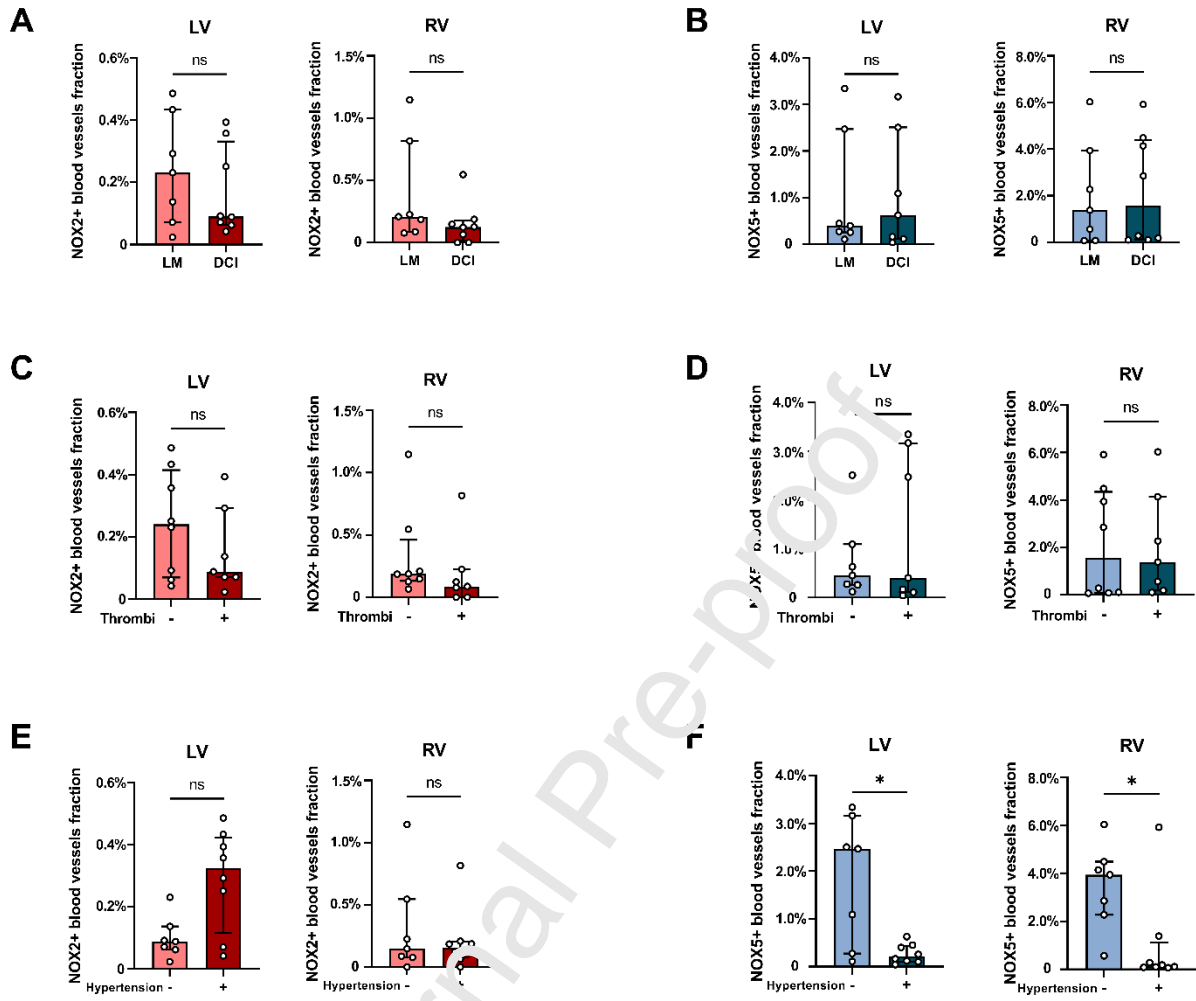 A
LV
NOX2+ blood vessels fraction
0.6%
0.4%
0.2%
0
ns
LM DCI
RV
NOX2+ blood vessels fraction
1.5%
1.0%
0.5%
0
ns
LM DCI
B
LV
NOX5+ blood vessels fraction
4.0%
3.0%
2.0%
1.0%
0
ns
LM DCI
RV
NOX5+ blood vessels fraction
8.0%
6.0%
4.0%
2.0%
0
ns
LM DCI
C
LV
NOX2+ blood vessels fraction
0.6%
0.4%
0.2%
0
ns
Thrombi - +
RV
NOX2+ blood vessels fraction
1.5%
1.0%
0.5%
0
ns
- +
D
LV
blood vessels fraction
4.0%
3.0%
1.0%
0
ns
Thrombi - +
RV
NOX5+ blood vessels fraction
8.0%
6.0%
4.0%
2.0%
0
ns
- +
E
LV
NOX2+ blood vessels fraction
0.6%
0.4%
0.2%
0
ns
Hypertension - +
RV
NOX2+ blood vessels fraction
1.5%
1.0%
0.5%
0
ns
-
F
LV
NOX5+ blood vessels fraction
4.0%
3.0%
2.0%
1.0%
0
*
Hypertension - +
RV
NOX5+ blood vessels fraction
8.0%
6.0%
4.0%
2.0%
0
*
- +
Pre-proof